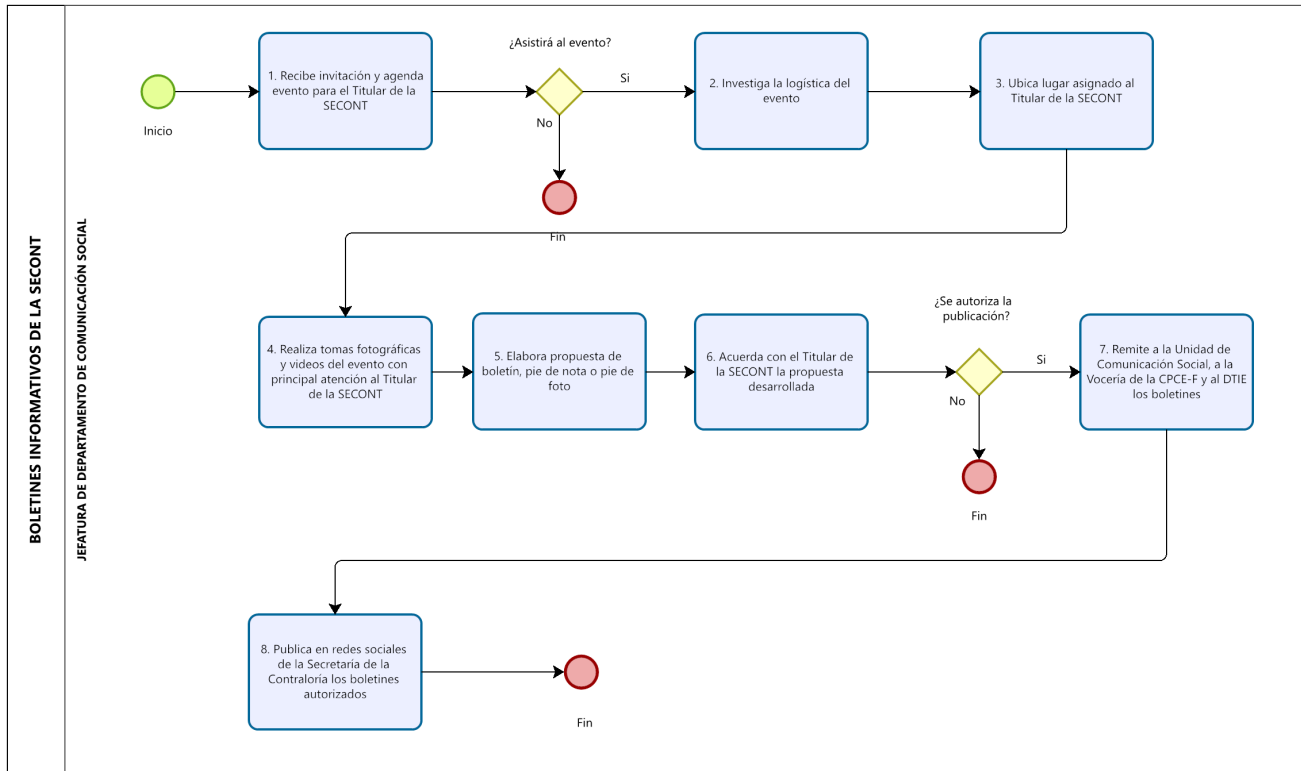 BOLETINES INFORMATIVOS DE LA SECONT
JEFATURA DE DEPARTAMENTO DE COMUNICACIÓN SOCIAL
Inicio
1. Recibe invitación y agenda
evento para el Titular de la
SECONT
¿Asistirá al evento?
Si
No
Fin
2. Investiga la logística del
evento
3. Ubica lugar asignado al
Titular de la SECONT
4. Realiza tomas fotográficas
y videos del evento con
principal atención al Titular
de la SECONT
5. Elabora propuesta de
boletín, pie de nota o pie de
foto
6. Acuerda con el Titular de
la SECONT la propuesta
desarrollada
¿Se autoriza la
publicación?
Si
No
Fin
7. Remite a la Unidad de
Comunicación Social, a la
Vocería de la CPCE-F y al DTIE
los boletines
8. Publica en redes sociales
de la Secretaría de la
Contraloría los boletines
autorizados
Fin